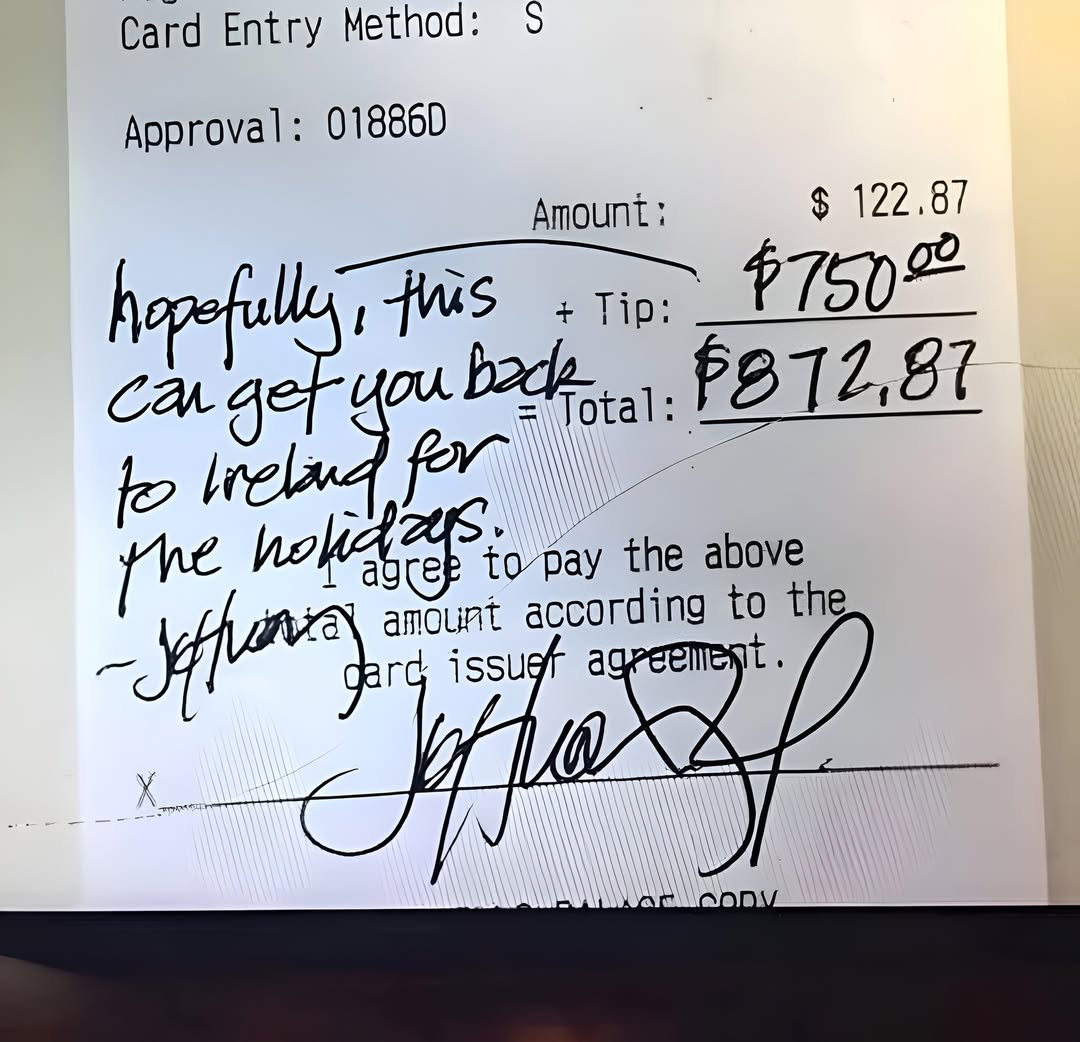 Card Entry Method: S
Approval: 01886D
Amount: $ 122.87
+ Tip: $750.00
= Total: $872.87
hopefully, this
can get you back
to Ireland for
the holidays.
I agree to pay the above
total amount according to the
card issuer agreement.
X
COPY